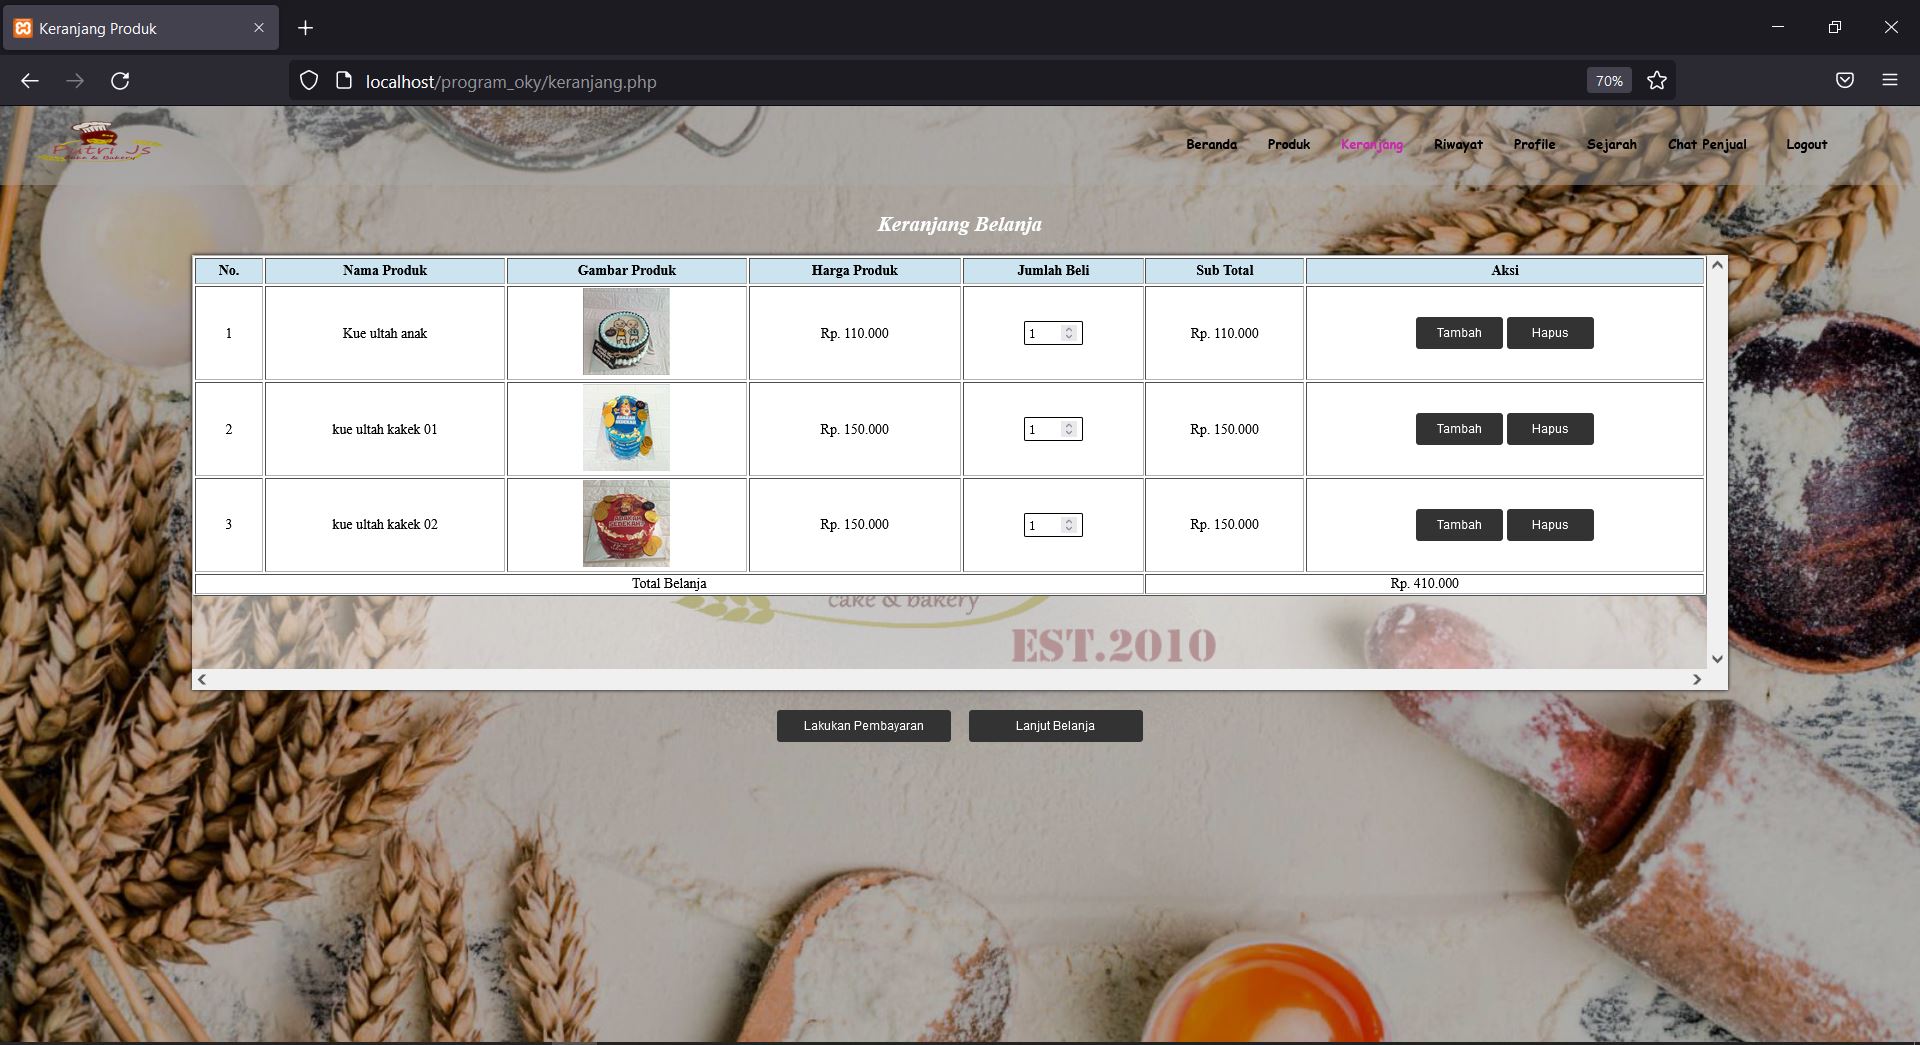 Keranjang Produk
localhost/program_oky/keranjang.php
70%
Putri Js
Cake & Bakery
Beranda Produk Keranjang Riwayat Profile Sejarah Chat Penjual Logout
Keranjang Belanja
No. Nama Produk Gambar Produk Harga Produk Jumlah Beli Sub Total Aksi
1 Kue ultah anak Rp. 110.000 1 Rp. 110.000 Tambah Hapus
2 kue ultah kakek 01 Rp. 150.000 1 Rp. 150.000 Tambah Hapus
3 kue ultah kakek 02 Rp. 150.000 1 Rp. 150.000 Tambah Hapus
Total Belanja Rp. 410.000
cake & bakery
EST.2010
Lakukan Pembayaran Lanjut Belanja